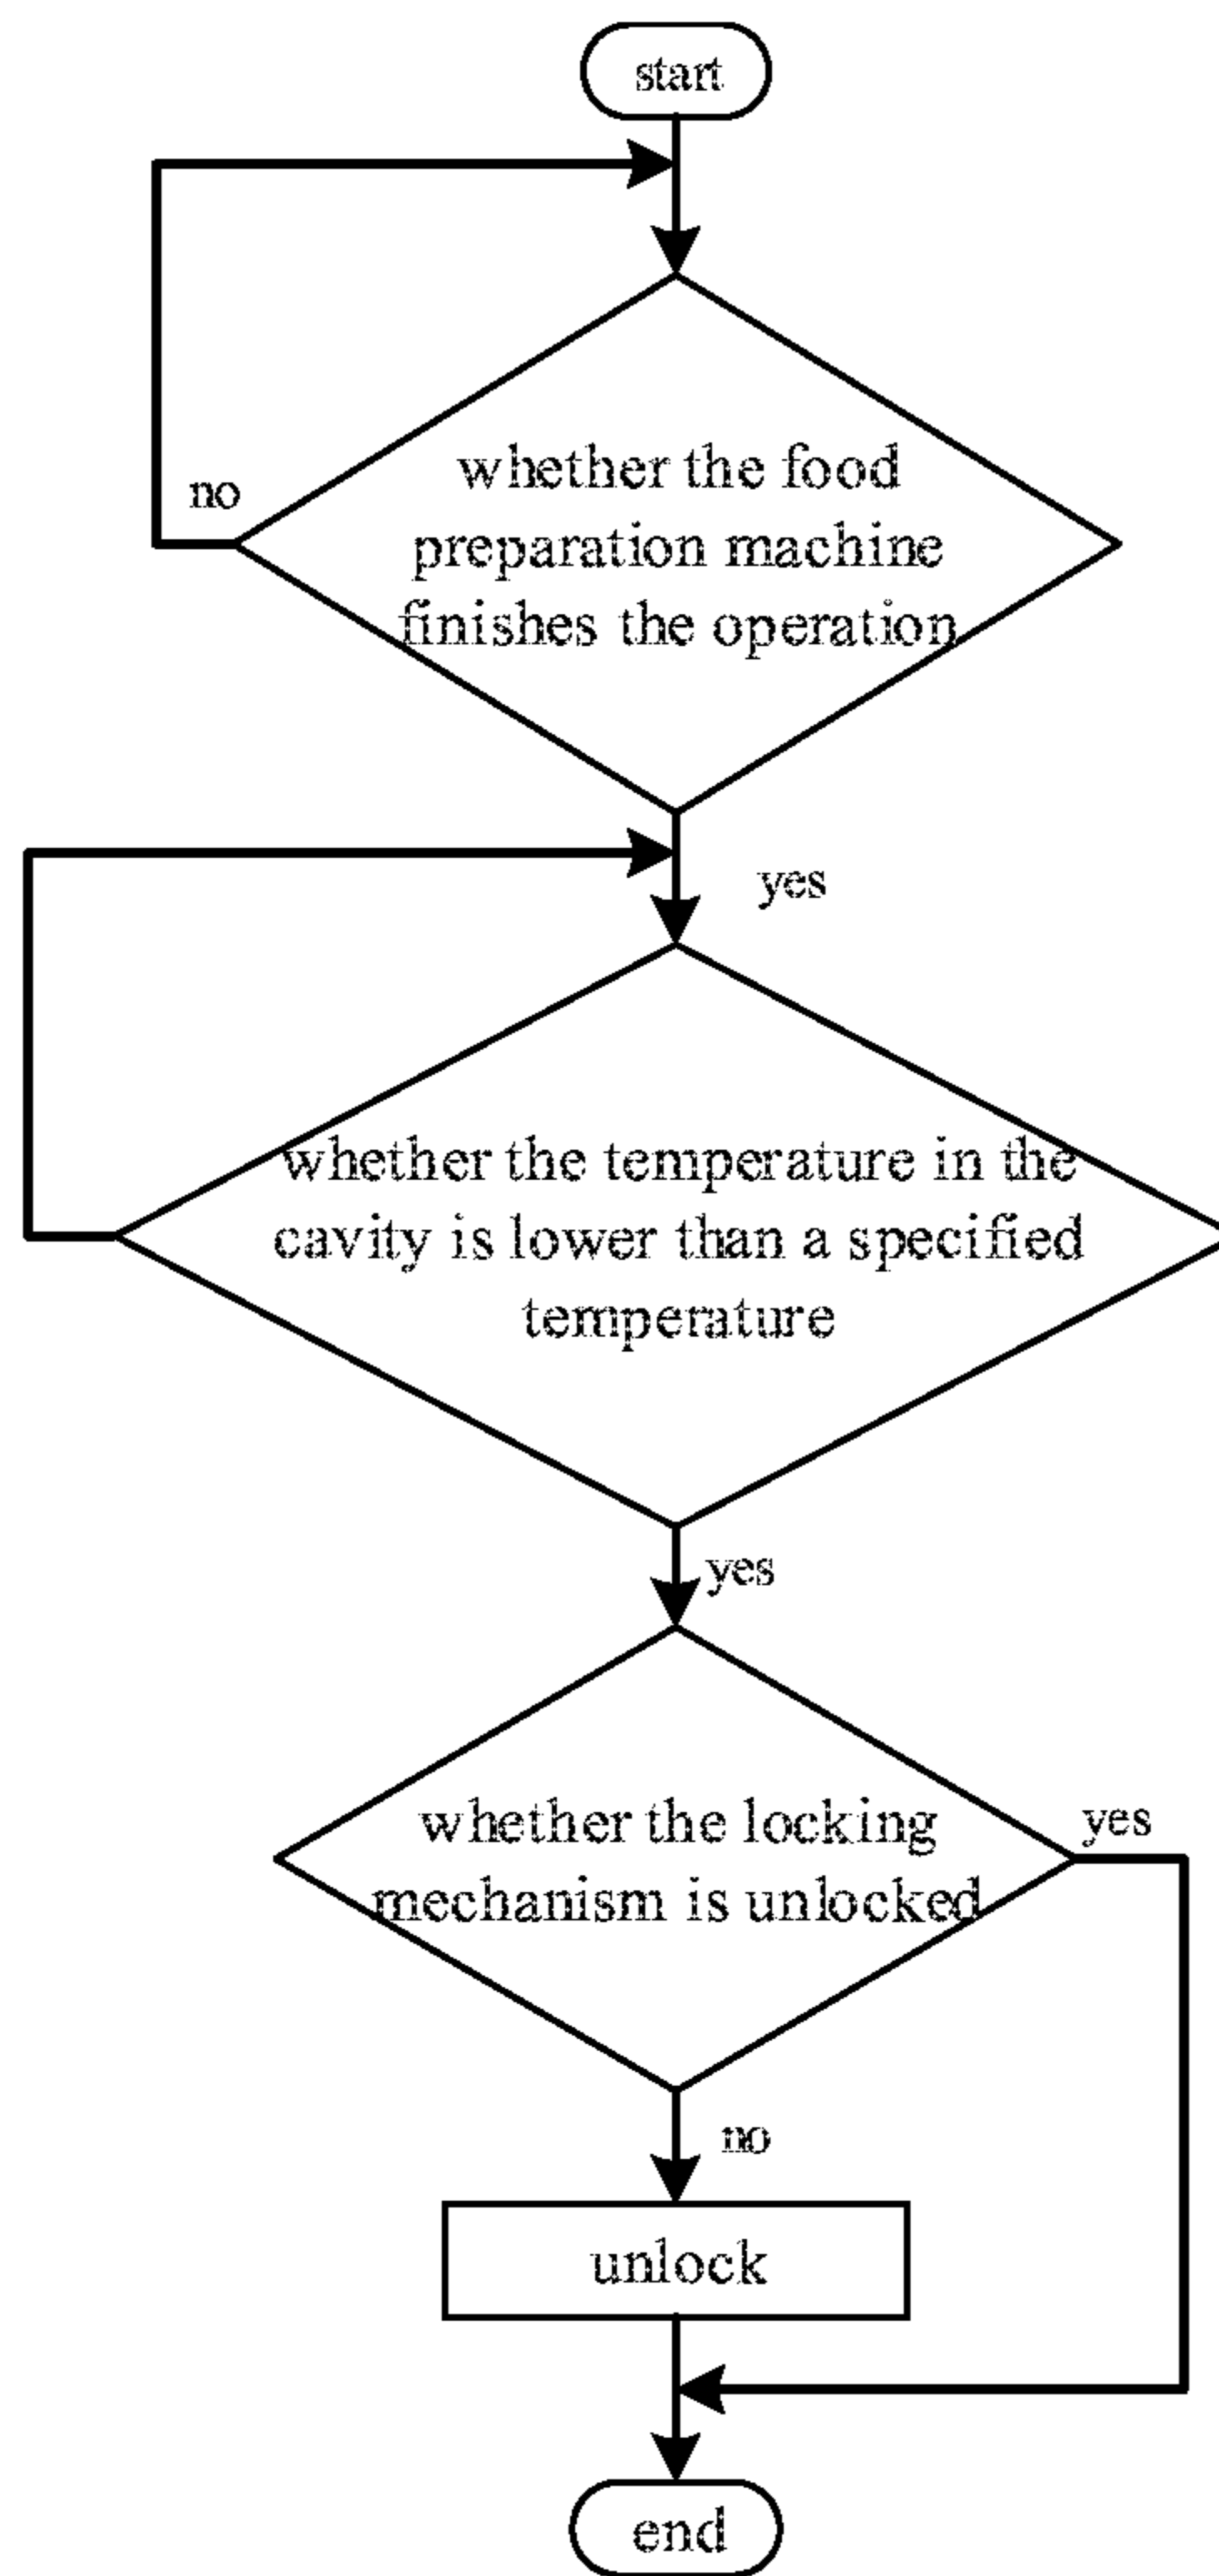 start
no
whether the food
preparation machine
finishes the operation
yes
whether the temperature in the
cavity is lower than a specified
temperature
yes
whether the locking
mechanism is unlocked
yes
no
unlock
end